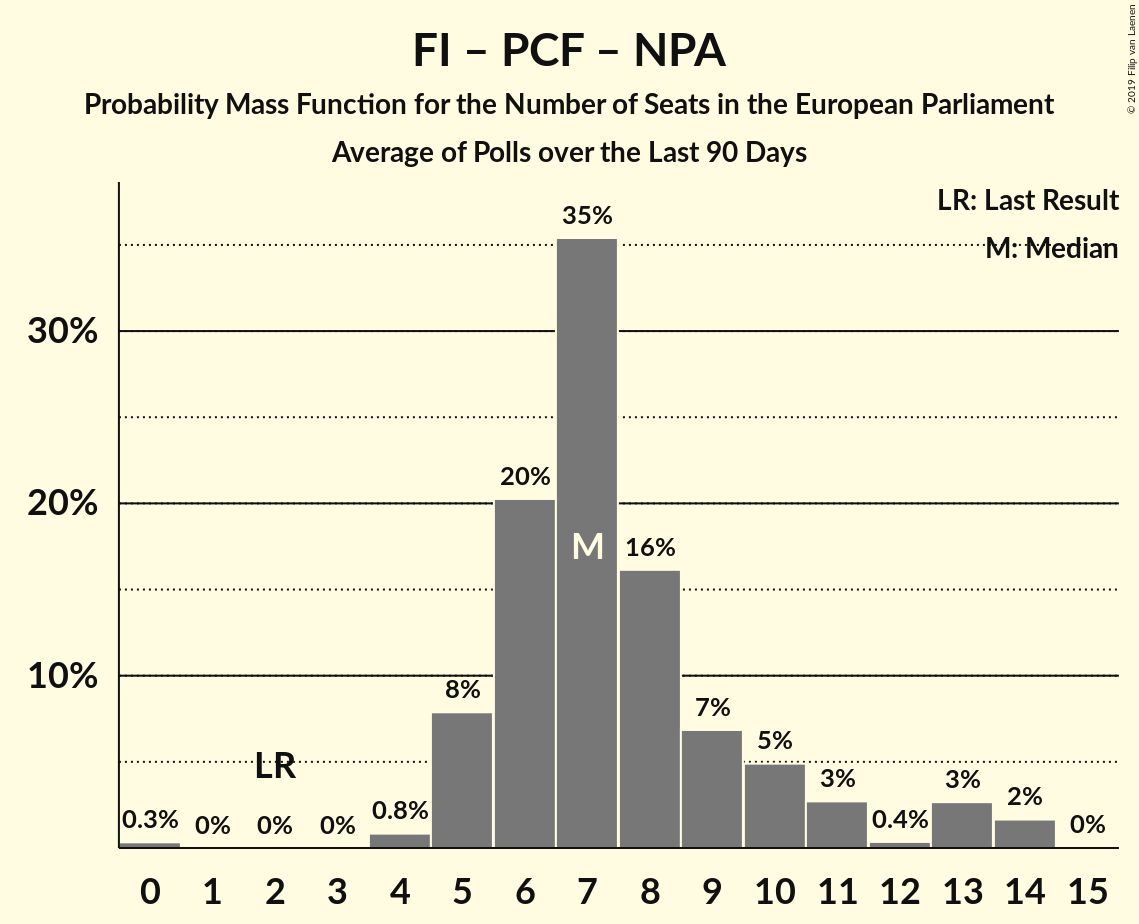 FI – PCF – NPA
Probability Mass Function for the Number of Seats in the European Parliament
Average of Polls over the Last 90 Days
© 2019 Filip van Laenen
LR: Last Result
M: Median
35%
30%
20%
20%
M
16%
10%
8%
7%
5%
LR
3%
3%
2%
0.3%
0%
0%
0%
0.8%
0.4%
0%
0 1 2 3 4 5 6 7 8 9 10 11 12 13 14 15